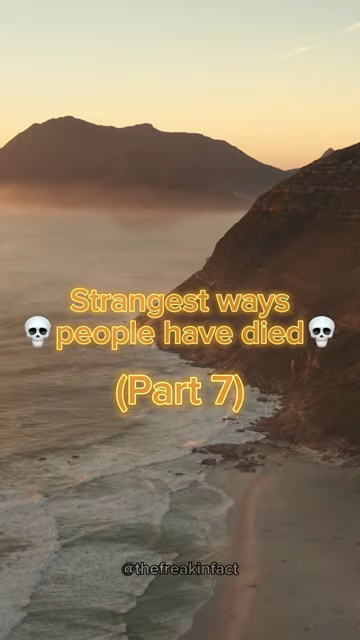 Strangest ways
💀people have died💀
(Part 7)
@thefreakinfact